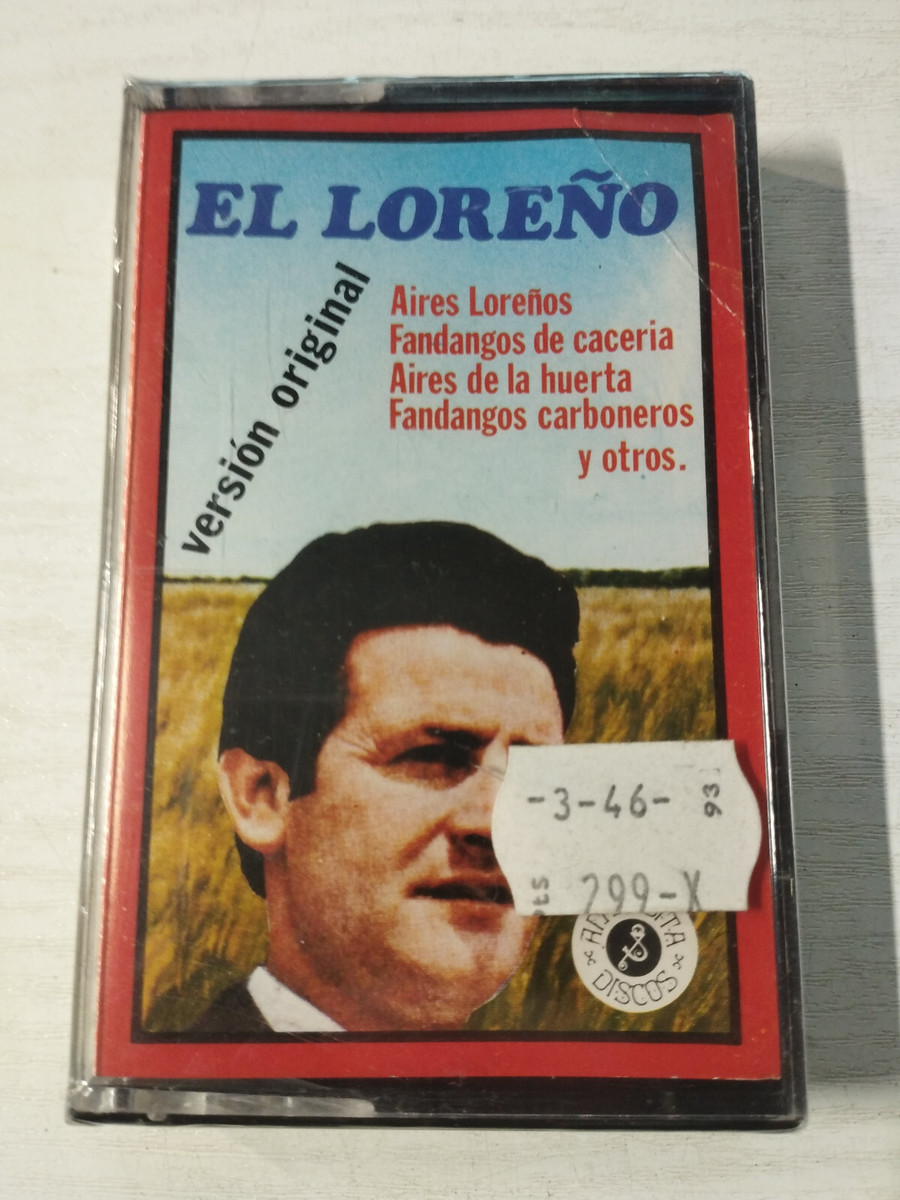 EL LOREÑO
versión original
Aires Loreños
Fandangos de caceria
Aires de la huerta
Fandangos carboneros
y otros.
-3-46-
93
pts 299-X
DISCOS